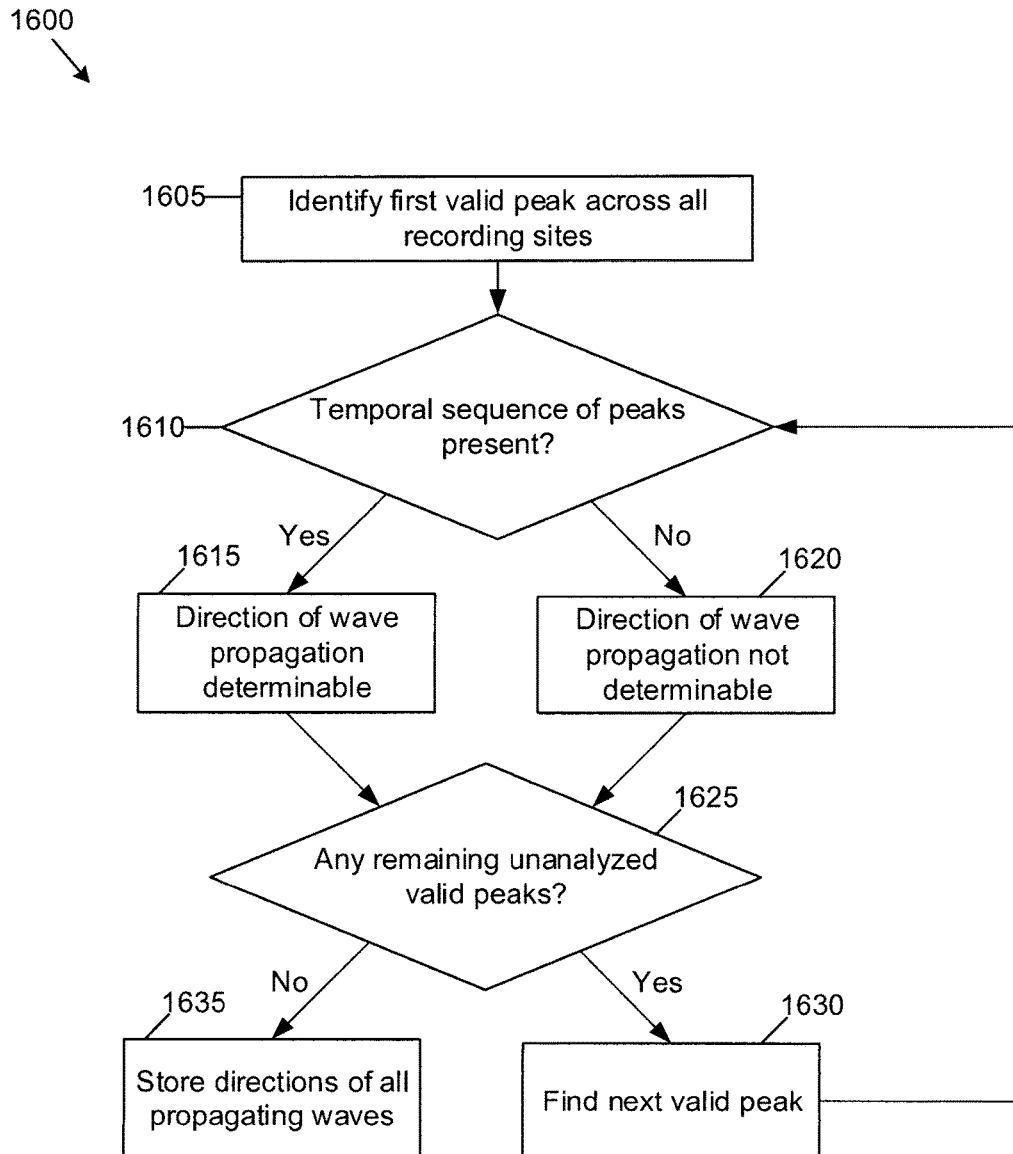 1600
1605
Identify first valid peak across all
recording sites
1610
Temporal sequence of peaks
present?
Yes
No
1615
1620
Direction of wave
propagation
determinable
Direction of wave
propagation not
determinable
1625
Any remaining unanalyzed
valid peaks?
No
Yes
1635
1630
Store directions of all
propagating waves
Find next valid peak